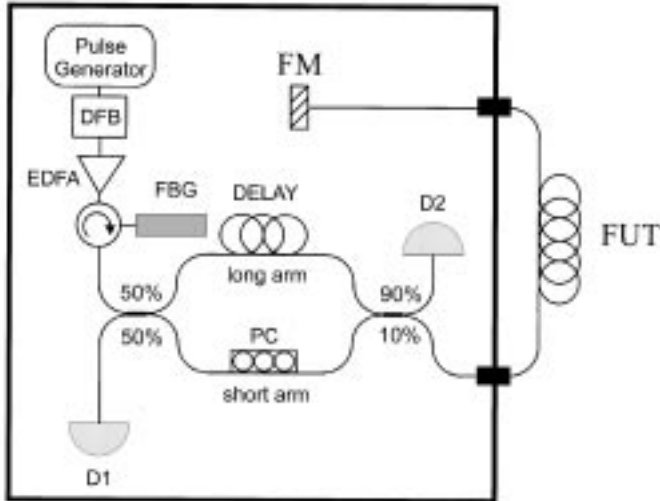 Pulse
Generator
FM
DFB
EDFA
FBG
DELAY
D2
FUT
50%
long arm
90%
50%
PC
10%
short arm
D1